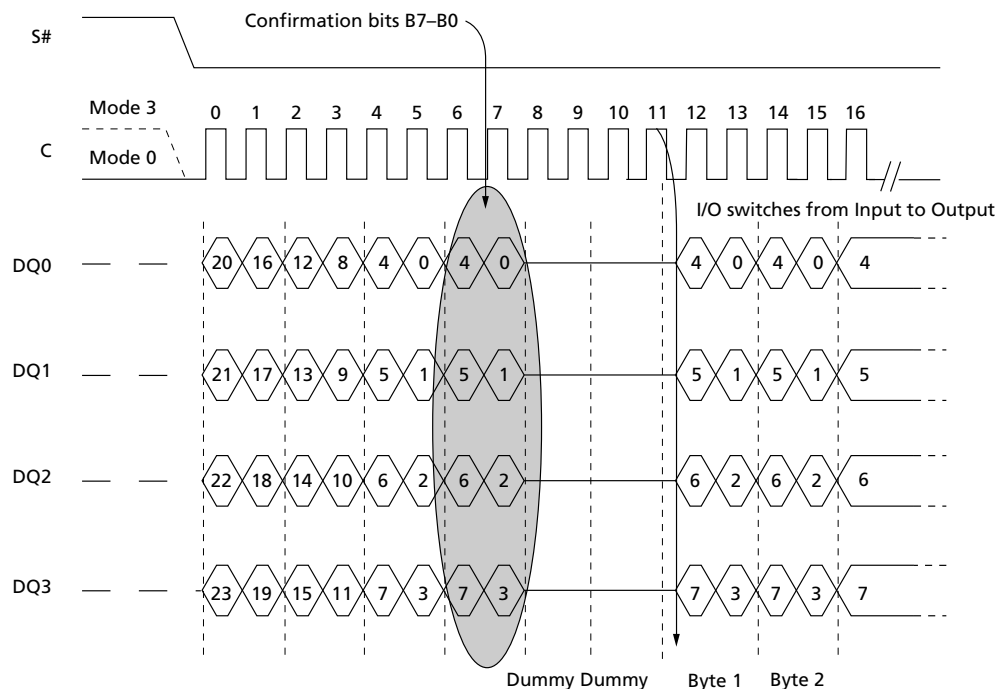 Confirmation bits B7–B0
S#
Mode 3
0 1 2 3 4 5 6 7 8 9 10 11 12 13 14 15 16
C
Mode 0
I/O switches from Input to Output
DQ0 20 16 12 8 4 0 4 0 4 0 4 0 4
DQ1 21 17 13 9 5 1 5 1 5 1 5 1 5
DQ2 22 18 14 10 6 2 6 2 6 2 6 2 6
DQ3 23 19 15 11 7 3 7 3 7 3 7 3 7
Dummy Dummy Byte 1 Byte 2